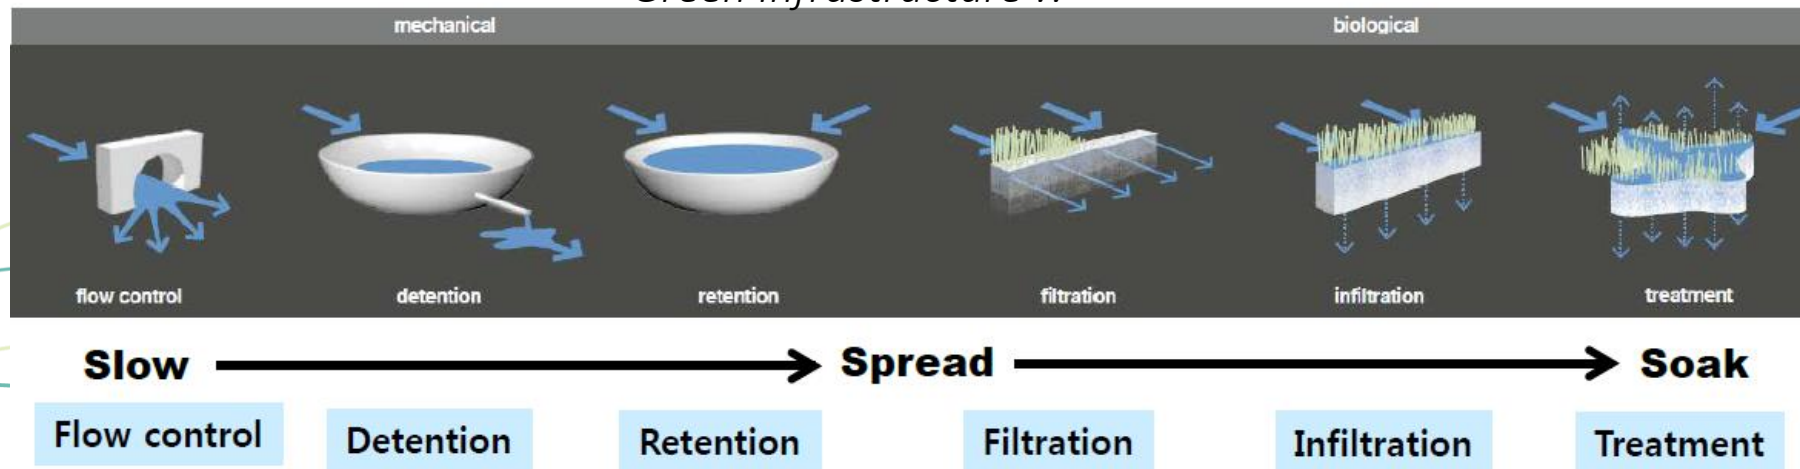 mechanical biological
flow control detention retention filtration infiltration treatment
Slow Spread Soak
Flow control Detention Retention Filtration Infiltration Treatment